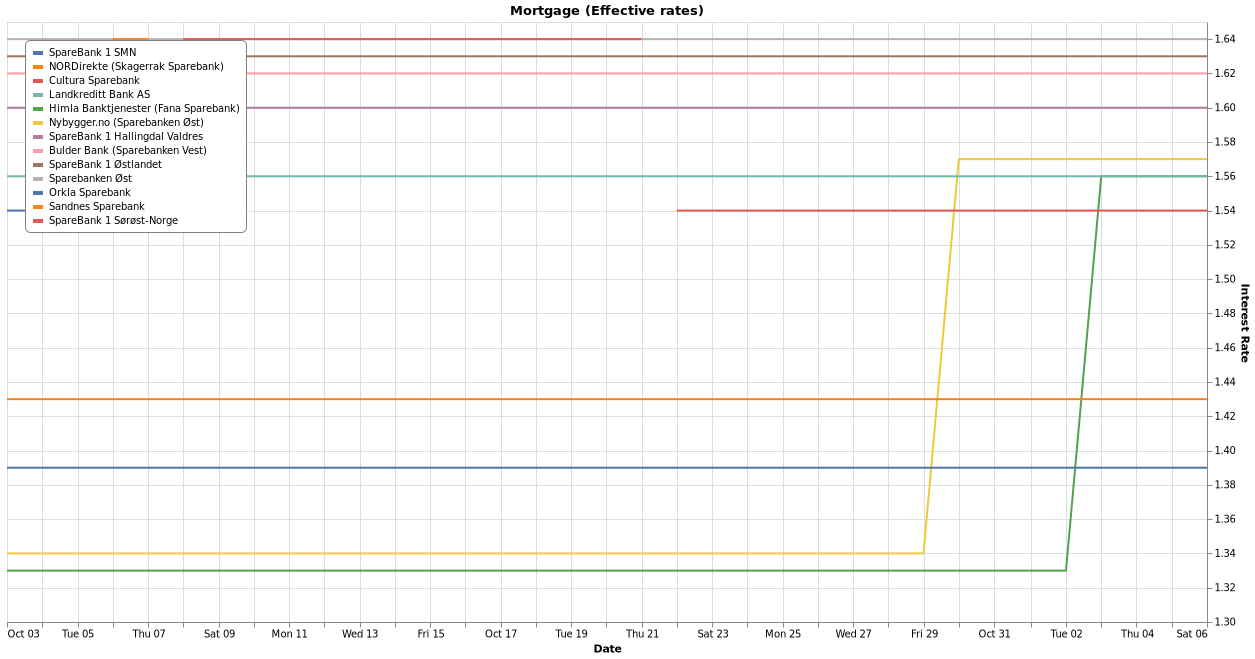 Mortgage (Effective rates)
SpareBank 1 SMN
NORDirekte (Skagerrak Sparebank)
Cultura Sparebank
Landkreditt Bank AS
Himla Banktjenester (Fana Sparebank)
Nybygger.no (Sparebanken Øst)
SpareBank 1 Hallingdal Valdres
Bulder Bank (Sparebanken Vest)
SpareBank 1 Østlandet
Sparebanken Øst
Orkla Sparebank
Sandnes Sparebank
SpareBank 1 Sørøst-Norge
1.64
1.62
1.60
1.58
1.56
1.54
1.52
1.50
1.48
1.46
1.44
1.42
1.40
1.38
1.36
1.34
1.32
1.30
Interest Rate
Oct 03 Tue 05 Thu 07 Sat 09 Mon 11 Wed 13 Fri 15 Oct 17 Tue 19 Thu 21 Sat 23 Mon 25 Wed 27 Fri 29 Oct 31 Tue 02 Thu 04 Sat 06
Date